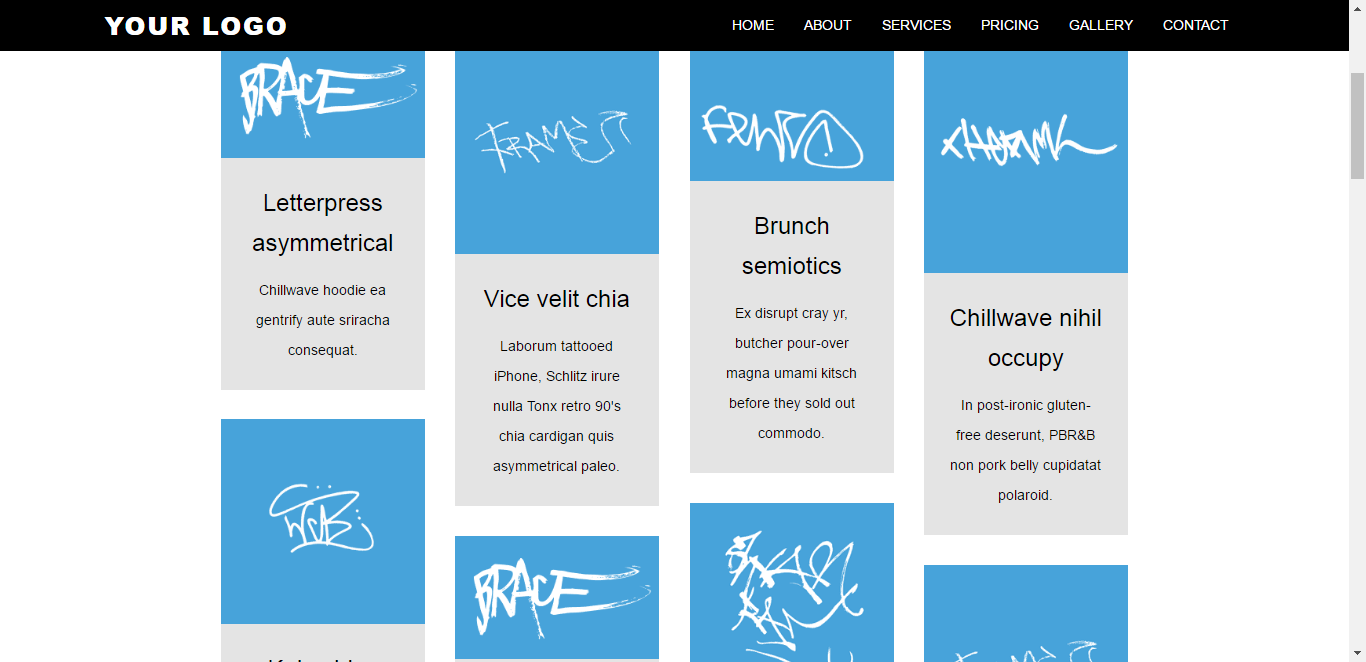 YOUR LOGO
HOME ABOUT SERVICES PRICING GALLERY CONTACT
BRACE
Letterpress
asymmetrical
Chillwave hoodie ea
gentrify aute sriracha
consequat.
Vice velit chia
Laborum tattooed
iPhone, Schlitz irure
nulla Tonx retro 90's
chia cardigan quis
asymmetrical paleo.
BRACE
Brunch
semiotics
Ex disrupt cray yr,
butcher pour-over
magna umami kitsch
before they sold out
commodo.
Chillwave nihil
occupy
In post-ironic gluten-
free deserunt, PBR&B
non pork belly cupidatat
polaroid.